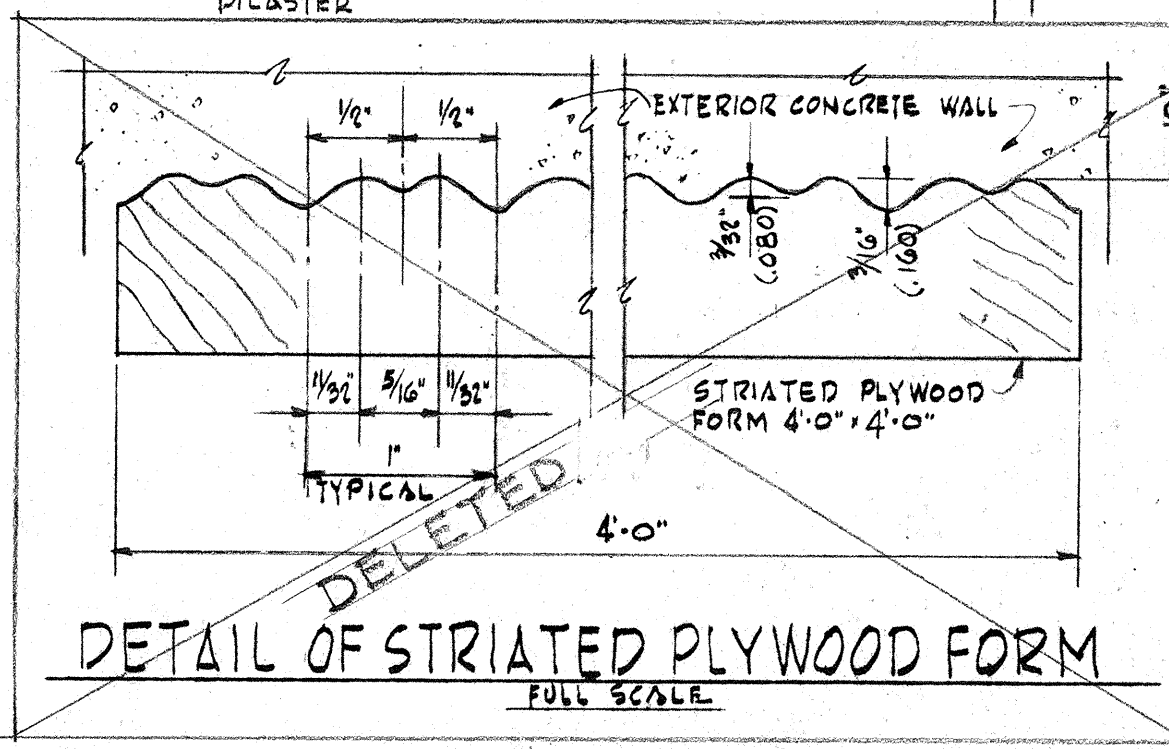 PILASTER
1/2" 1/2"
EXTERIOR CONCRETE WALL
3/32"
(.080)
3/16"
(.160)
11/32" 5/16" 11/32"
STRIATED PLYWOOD
FORM 4'-0" x 4'-0"
1"
TYPICAL
DELETED
4'-0"
DETAIL OF STRIATED PLYWOOD FORM
FULL SCALE